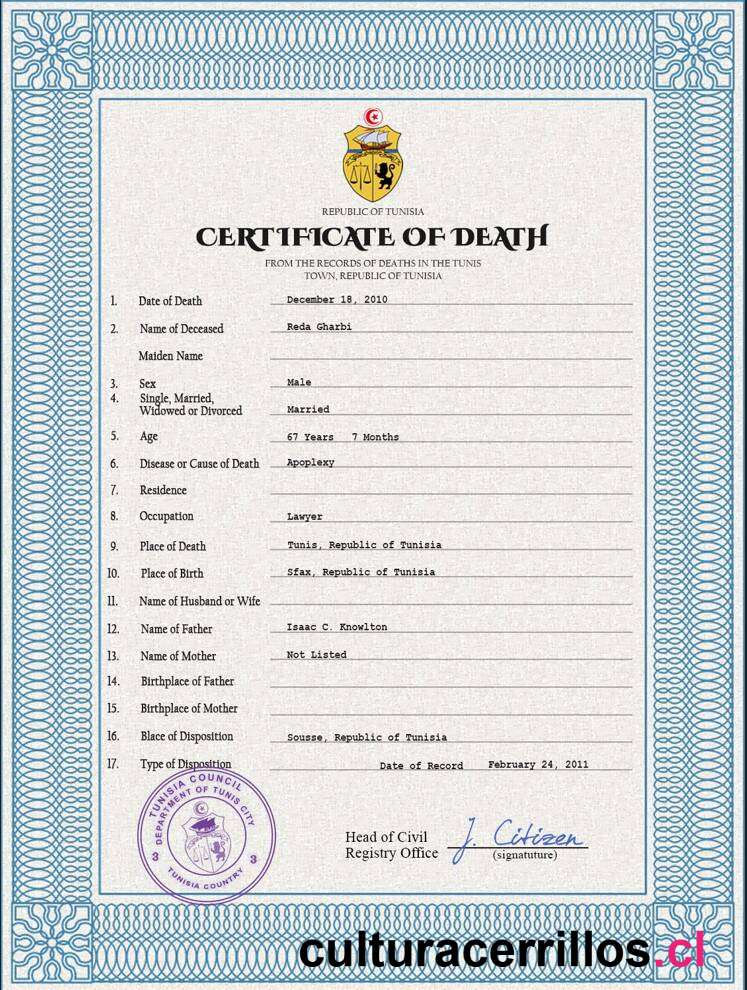 REPUBLIC OF TUNISIA
CERTIFICATE OF DEATH
FROM THE RECORDS OF DEATHS IN THE TUNIS
TOWN, REPUBLIC OF TUNISIA
1. Date of Death December 18, 2010
2. Name of Deceased Reda Gharbi
Maiden Name
3. Sex Male
4. Single, Married,
Widowed or Divorced Married
5. Age 67 Years 7 Months
6. Disease or Cause of Death Apoplexy
7. Residence
8. Occupation Lawyer
9. Place of Death Tunis, Republic of Tunisia
10. Place of Birth Sfax, Republic of Tunisia
11. Name of Husband or Wife
12. Name of Father Isaac C. Knowlton
13. Name of Mother Not Listed
14. Birthplace of Father
15. Birthplace of Mother
16. Blace of Disposition Sousse, Republic of Tunisia
17. Type of Disposition Date of Record February 24, 2011
TUNISIA COUNCIL
DEPARTMENT OF TUNIS CITY
3 3
TUNISIA COUNTRY
Head of Civil
Registry Office J. Citizen
(signatuture)
culturacerrillos.cl